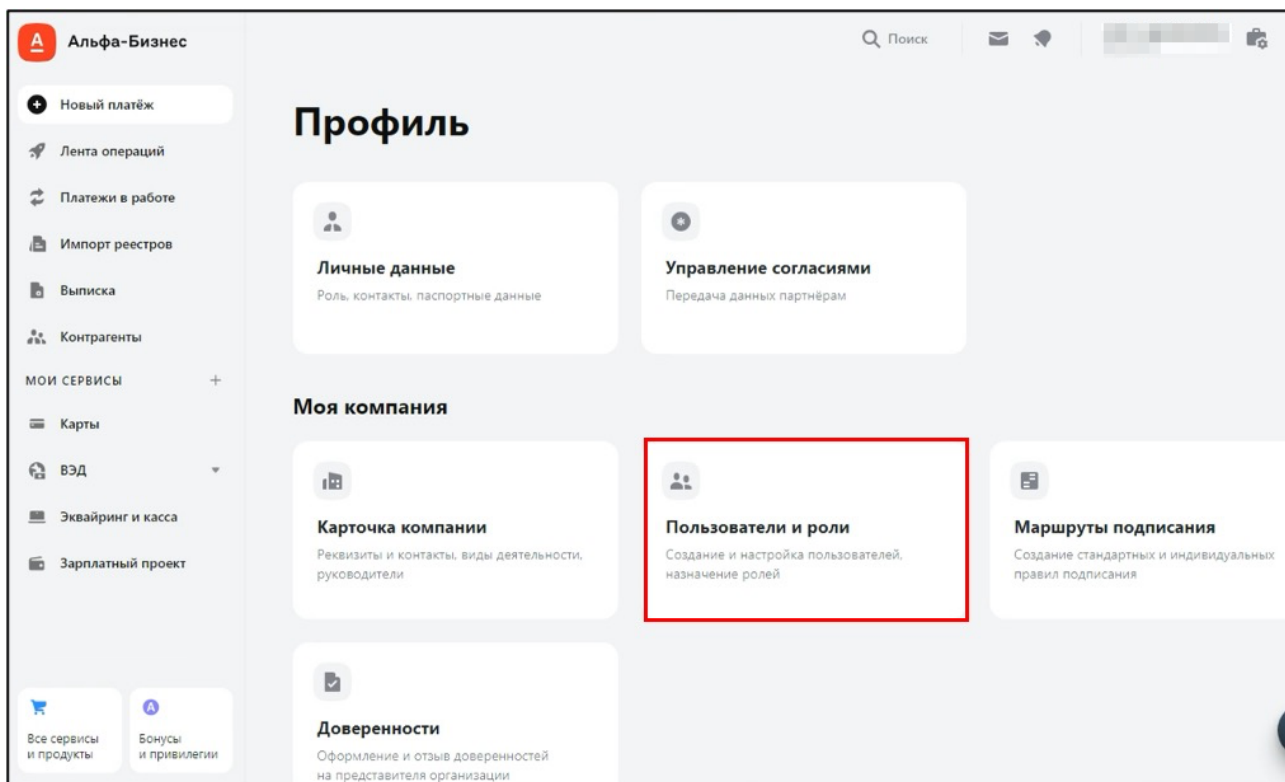 А Альфа-Бизнес
Поиск
Новый платёж
Лента операций
Платежи в работе
Импорт реестров
Выписка
Контрагенты
МОИ СЕРВИСЫ
Карты
ВЭД
Эквайринг и касса
Зарплатный проект
Все сервисы
и продукты
А
Бонусы
и привилегии
Профиль
Личные данные
Роль, контакты, паспортные данные
Управление согласиями
Передача данных партнёрам
Моя компания
Карточка компании
Реквизиты и контакты, виды деятельности,
руководители
Пользователи и роли
Создание и настройка пользователей,
назначение ролей
Маршруты подписания
Создание стандартных и индивидуальных
правил подписания
Доверенности
Оформление и отзыв доверенностей
на представителя организации